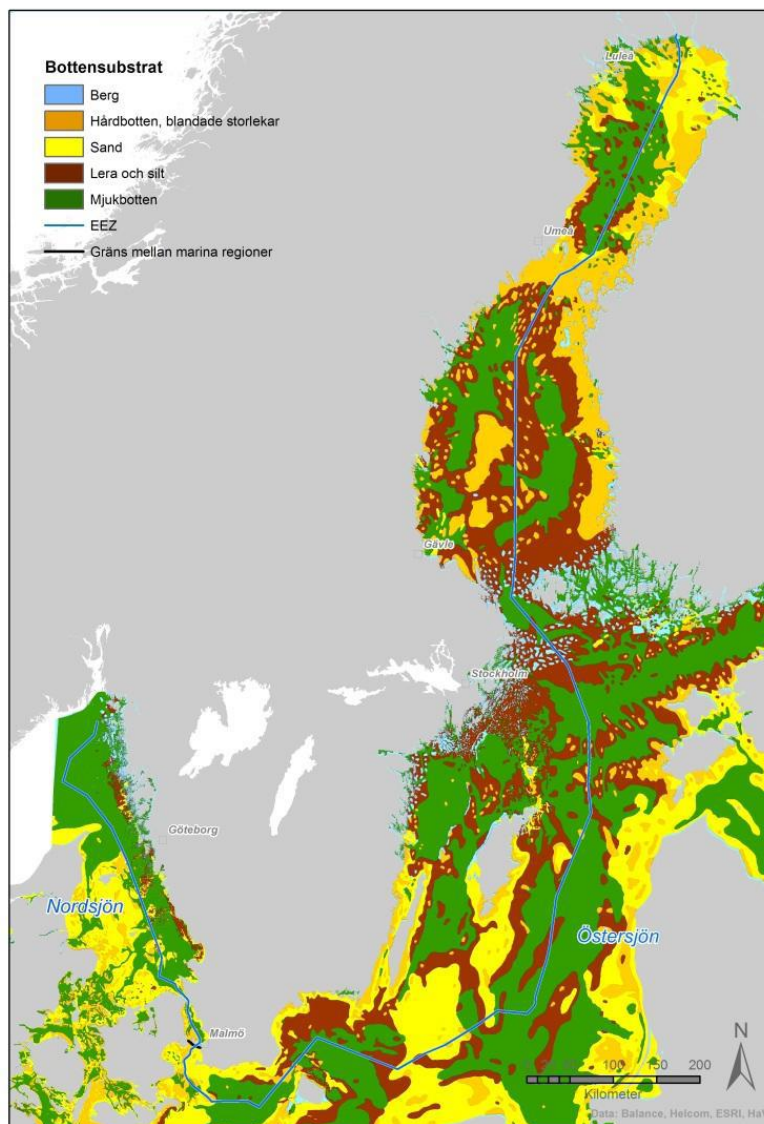 Bottensubstrat
Berg
Hårdbotten, blandade storlekar
Sand
Lera och silt
Mjukbotten
EEZ
Gräns mellan marina regioner
Luleå
Umeå
Gävle
Stockholm
Göteborg
Nordsjön
Östersjön
Malmö
N
0
100
150
200
Kilometer
Data: Balance, Helcom, ESRI, HaV